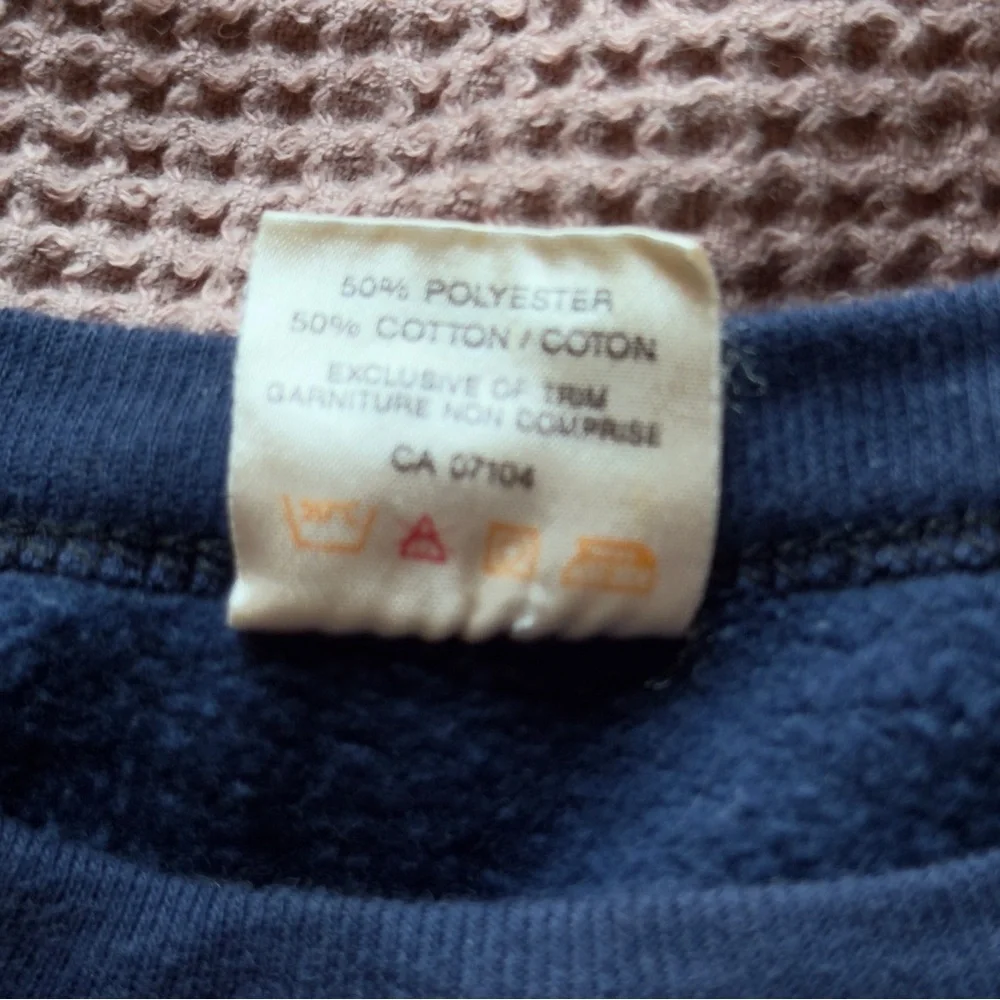 50% POLYESTER
50% COTTON / COTON
EXCLUSIVE OF TRIM
GARNITURE NON COMPRISE
CA 07104